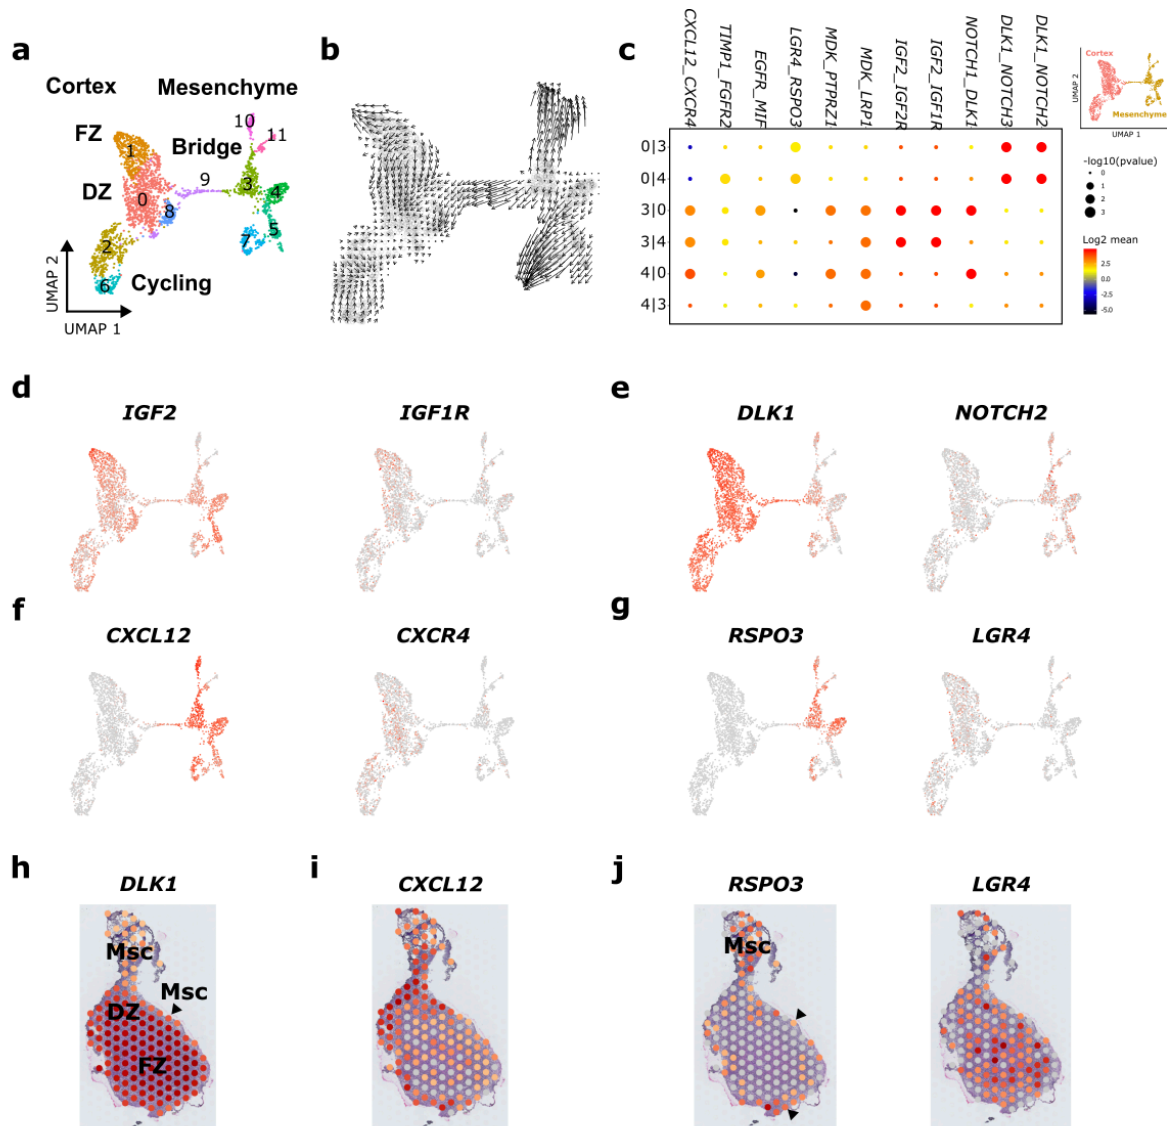 a
Cortex
Mesenchyme
FZ
DZ
Bridge
Cycling
0
1
2
3
4
5
6
7
8
9
10
11
UMAP 2
UMAP 1
b
c
CXCL12_CXCR4
TIMP1_FGFR2
EGFR_MIF
LGR4_RSPO3
MDK_PTPRZ1
MDK_LRP1
IGF2_IGF2R
IGF2_IGF1R
NOTCH1_DLK1
DLK1_NOTCH3
DLK1_NOTCH2
0|3
0|4
3|0
3|4
4|0
4|3
Cortex
Mesenchyme
UMAP 2
UMAP 1
-log10(pvalue)
0
1
2
3
Log2 mean
2.5
0.0
-2.5
-5.0
d
IGF2
IGF1R
e
DLK1
NOTCH2
f
CXCL12
CXCR4
g
RSPO3
LGR4
h
DLK1
Msc
Msc
DZ
FZ
i
CXCL12
j
RSPO3
Msc
LGR4